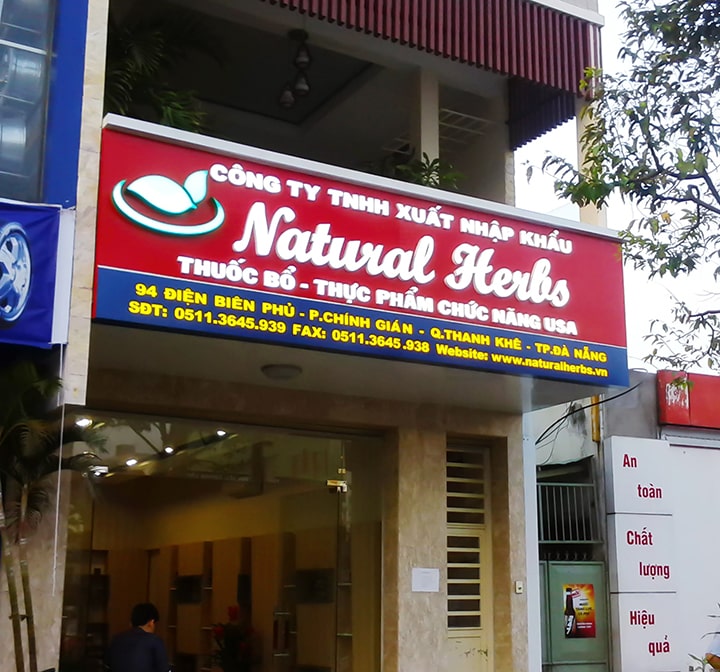 CÔNG TY TNHH XUẤT NHẬP KHẨU
Natural Herbs
THUỐC BỔ - THỰC PHẨM CHỨC NĂNG USA
94 ĐIỆN BIÊN PHỦ - P.CHÍNH GIÁN - Q.THANH KHÊ - TP.ĐÀ NẴNG
SĐT: 0511.3645.939 FAX: 0511.3645.938 Website: www.naturalherbs.vn
An
toàn
Chất
lượng
Hiệu
quả